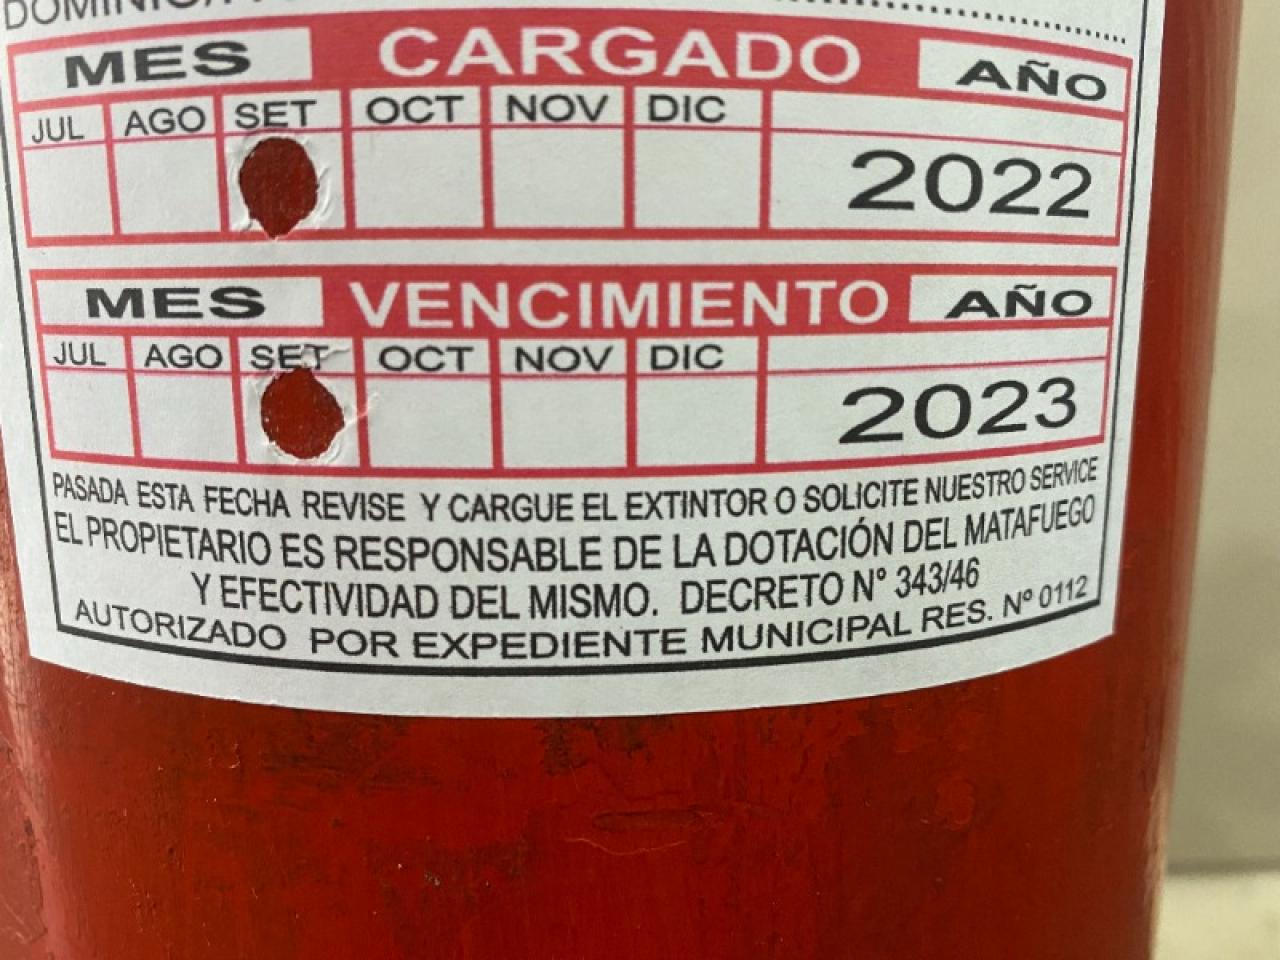 MES CARGADO AÑO
JUL AGO SET OCT NOV DIC
2022
MES VENCIMIENTO AÑO
JUL AGO SET OCT NOV DIC
2023
PASADA ESTA FECHA REVISE Y CARGUE EL EXTINTOR O SOLICITE NUESTRO SERVICE
EL PROPIETARIO ES RESPONSABLE DE LA DOTACIÓN DEL MATAFUEGO
Y EFECTIVIDAD DEL MISMO. DECRETO N° 343/46
AUTORIZADO POR EXPEDIENTE MUNICIPAL RES. Nº 0112